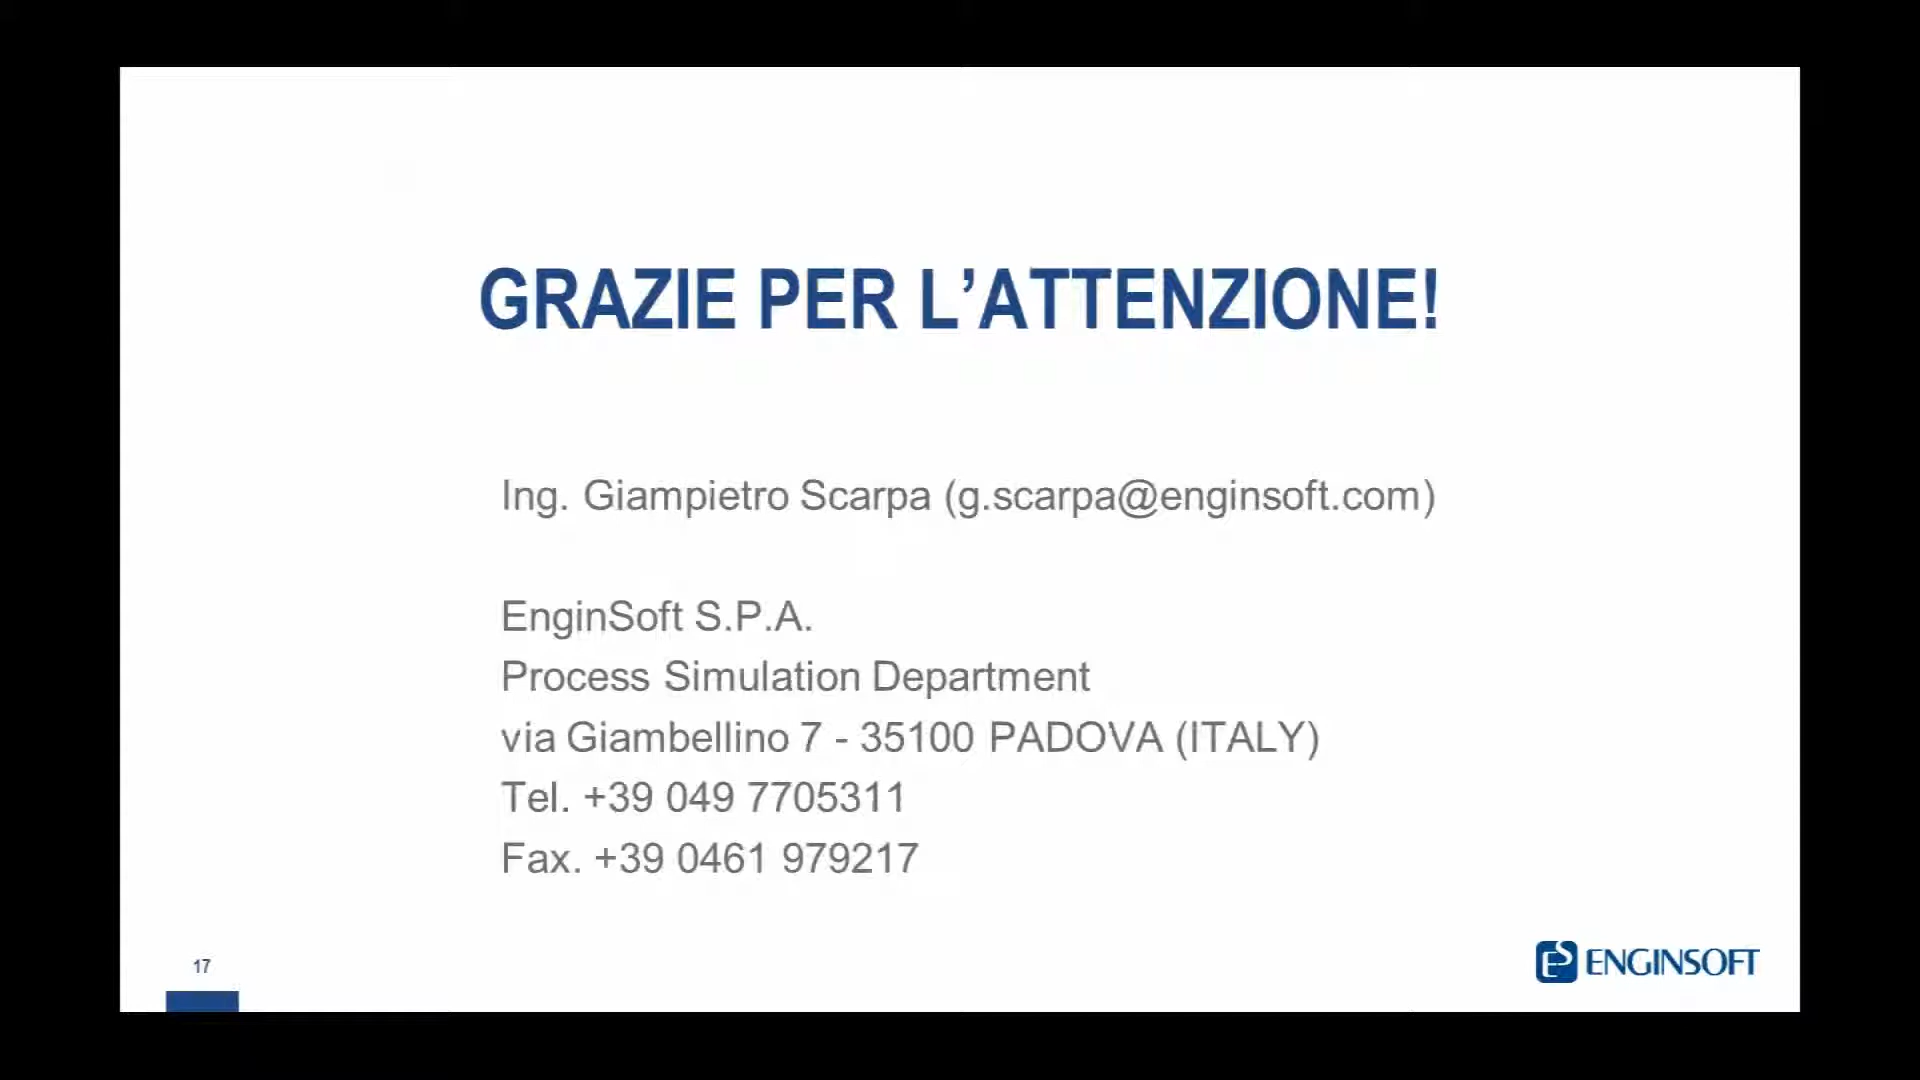 GRAZIE PER L’ATTENZIONE!
Ing. Giampietro Scarpa (g.scarpa@enginsoft.com)
EnginSoft S.P.A.
Process Simulation Department
via Giambellino 7 - 35100 PADOVA (ITALY)
Tel. +39 049 7705311
Fax. +39 0461 979217
17
ES ENGINSOFT